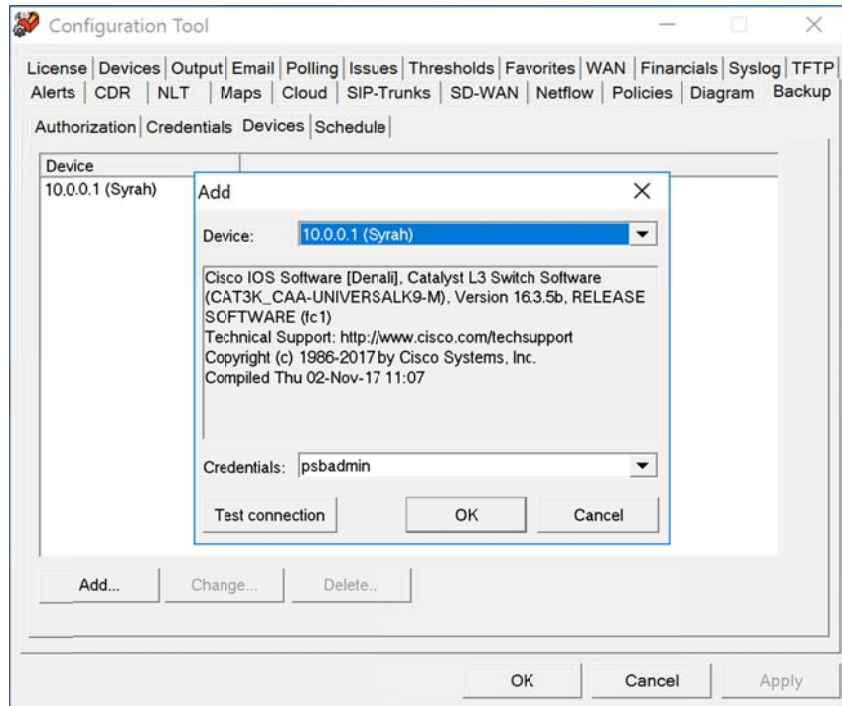 Configuration Tool
License Devices Output Email Polling Issues Thresholds Favorites WAN Financials Syslog TFTP
Alerts CDR NLT Maps Cloud SIP-Trunks SD-WAN Netflow Policies Diagram Backup
Authorization Credentials Devices Schedule
Device
10.0.0.1 (Syrah)
Add
Device: 10.0.0.1 (Syrah)
Cisco IOS Software [Denali], Catalyst L3 Switch Software
(CAT3K_CAA-UNIVERSALK9-M), Version 16.3.5b, RELEASE
SOFTWARE (fc1)
Technical Support: http://www.cisco.com/techsupport
Copyright (c) 1986-2017 by Cisco Systems, Inc.
Compiled Thu 02-Nov-17 11:07
Credentials: psbadmin
Test connection OK Cancel
Add... Change... Delete..
OK Cancel Apply